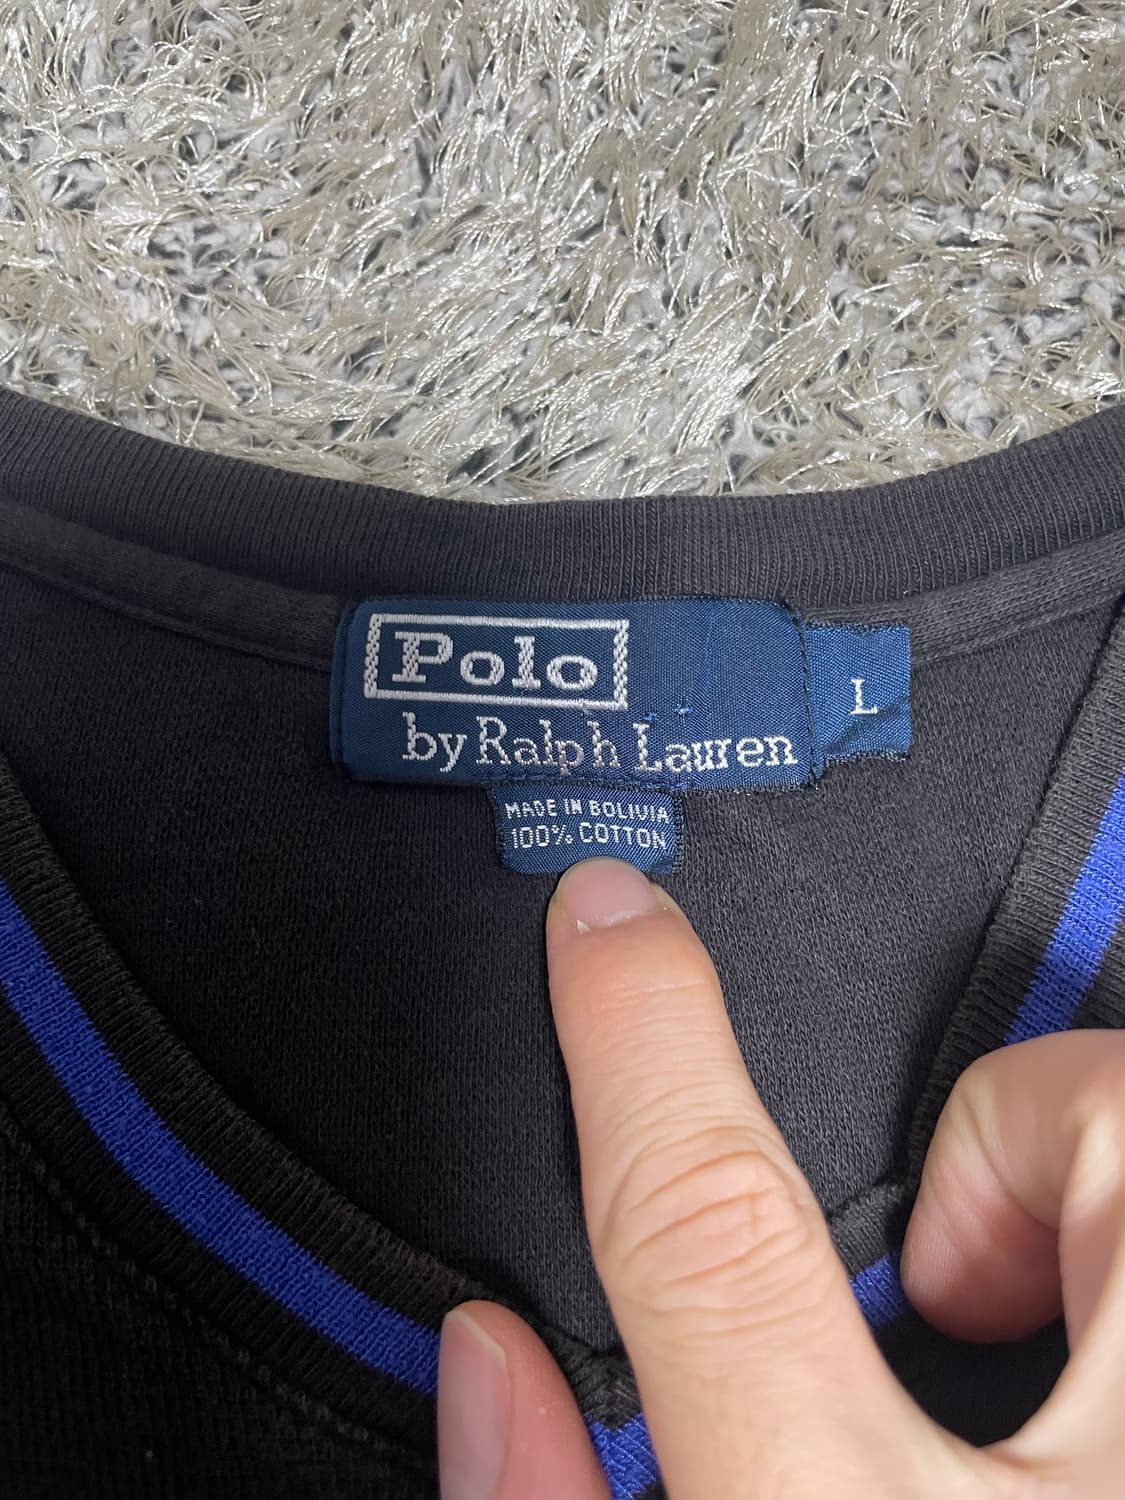 Polo
by Ralph Lauren
L
MADE IN BOLIVIA
100% COTTON